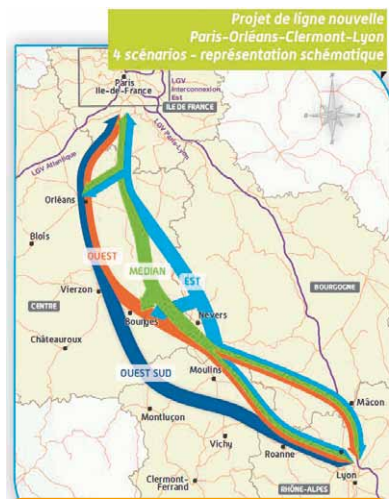 Projet de ligne nouvelle
Paris-Orléans-Clermont-Lyon
4 scénarios - représentation schématique
Paris
Ile-de-France
LGV
Interconnexion
Est
ILE DE FRANCE
LGV Atlantique
LGV Paris-Lyon
Orléans
Blois
OUEST
MÉDIAN
EST
BOURGOGNE
Vierzon
CENTRE
Bourges
Nevers
Châteauroux
OUEST SUD
Moulins
Mâcon
Montluçon
Vichy
Roanne
Lyon
Clermont-
Ferrand
RHÔNE-ALPES